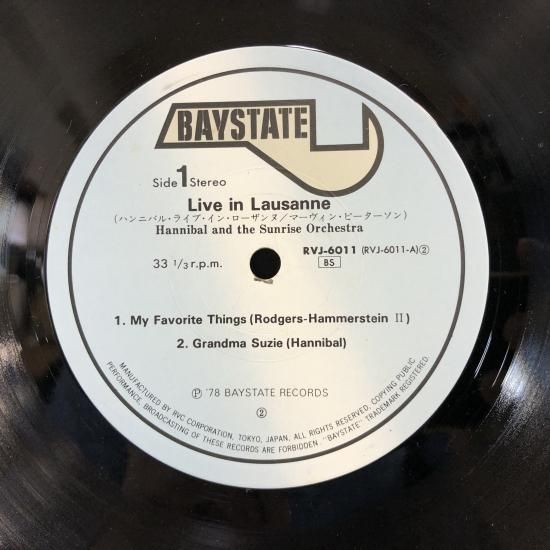 BAYSTATE
Side 1 Stereo
Live in Lausanne
(ハンニバル・ライブ・イン・ローザンヌ/マーヴィン・ピーターソン)
Hannibal and the Sunrise Orchestra
33 1/3 r.p.m.
RVJ-6011 (RVJ-6011-A)②
BS
1. My Favorite Things (Rodgers-Hammerstein II)
2. Grandma Suzie (Hannibal)
Ⓟ '78 BAYSTATE RECORDS
②
MANUFACTURED BY RVC CORPORATION, TOKYO, JAPAN, ALL RIGHTS RESERVED, COPYING PUBLIC
PERFORMANCE, BROADCASTING OF THESE RECORDS ARE FORBIDDEN "BAYSTATE" TRADEMARK REGISTERED.